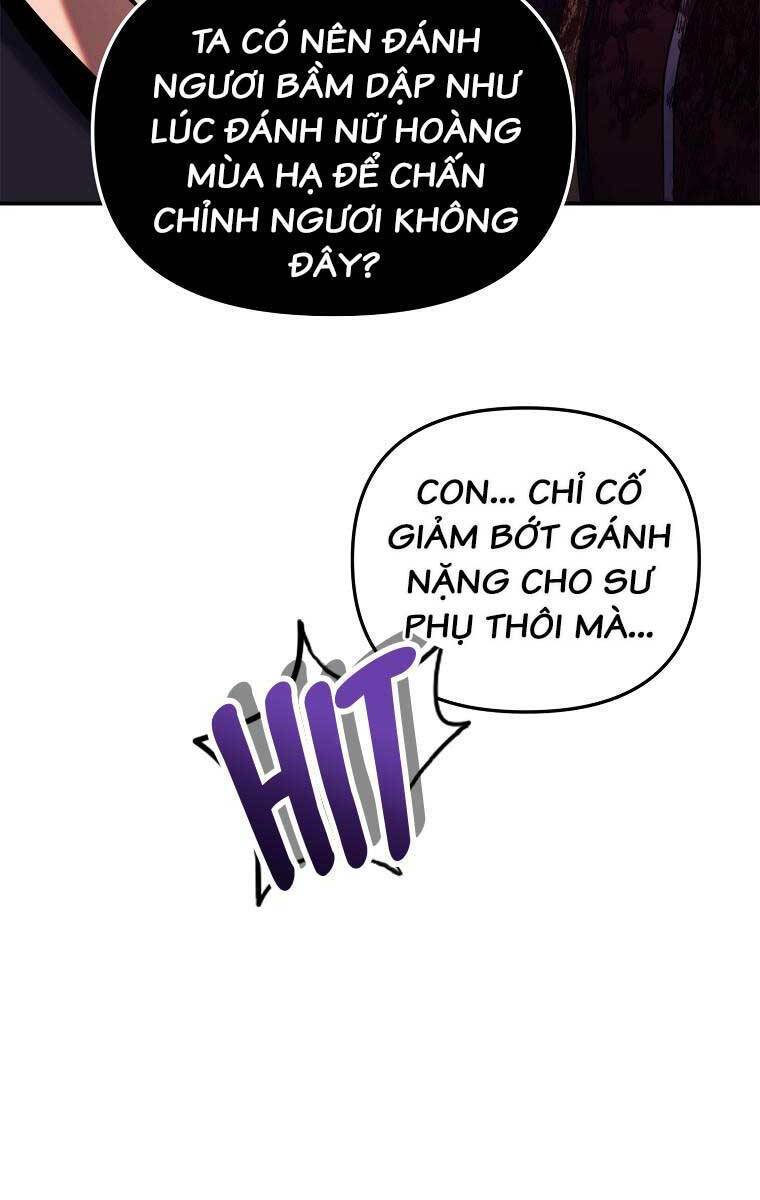 TA CÓ NÊN ĐÁNH
NGƯƠI BẦM DẬP NHƯ
LÚC ĐÁNH NỮ HOÀNG
MÙA HẠ ĐỂ CHẤN
CHỈNH NGƯƠI KHÔNG
ĐÂY?
CON... CHỈ CỐ
GIẢM BỚT GÁNH
NẶNG CHO SƯ
PHỤ THÔI MÀ...
HIT